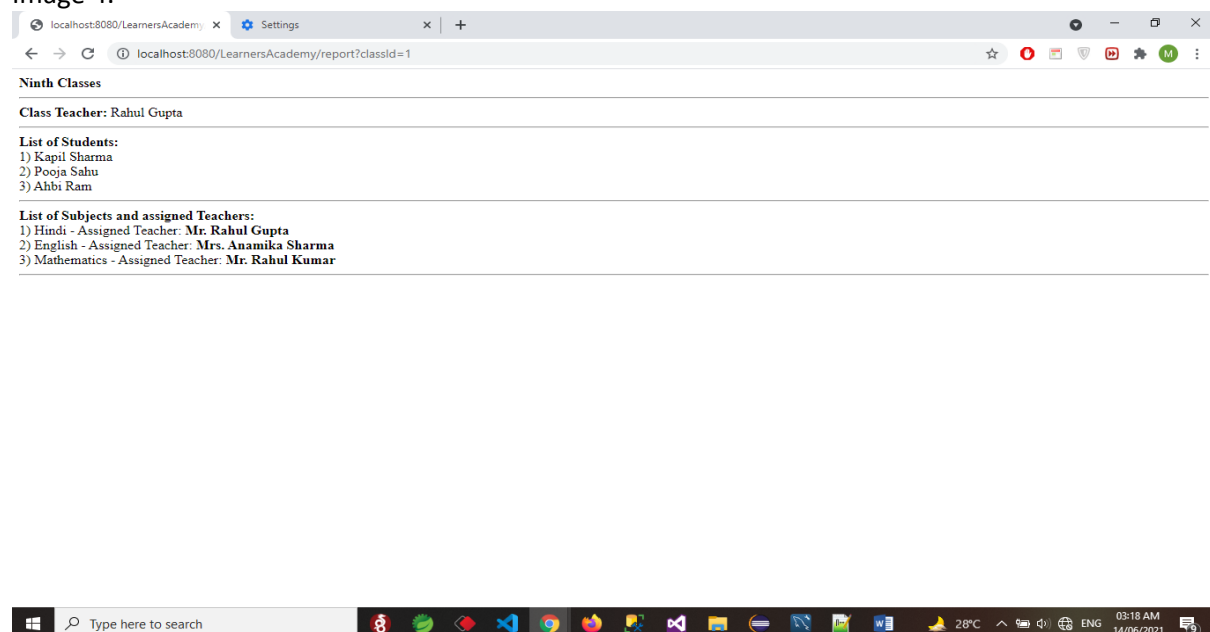 Image 4:
localhost:8080/LearnersAcademy
Settings
localhost:8080/LearnersAcademy/report?classId=1
M
Ninth Classes
Class Teacher: Rahul Gupta
List of Students:
1) Kapil Sharma
2) Pooja Sahu
3) Ahbi Ram
List of Subjects and assigned Teachers:
1) Hindi - Assigned Teacher: Mr. Rahul Gupta
2) English - Assigned Teacher: Mrs. Anamika Sharma
3) Mathematics - Assigned Teacher: Mr. Rahul Kumar
Type here to search
28°C
ENG
03:18 AM
14/06/2021
9